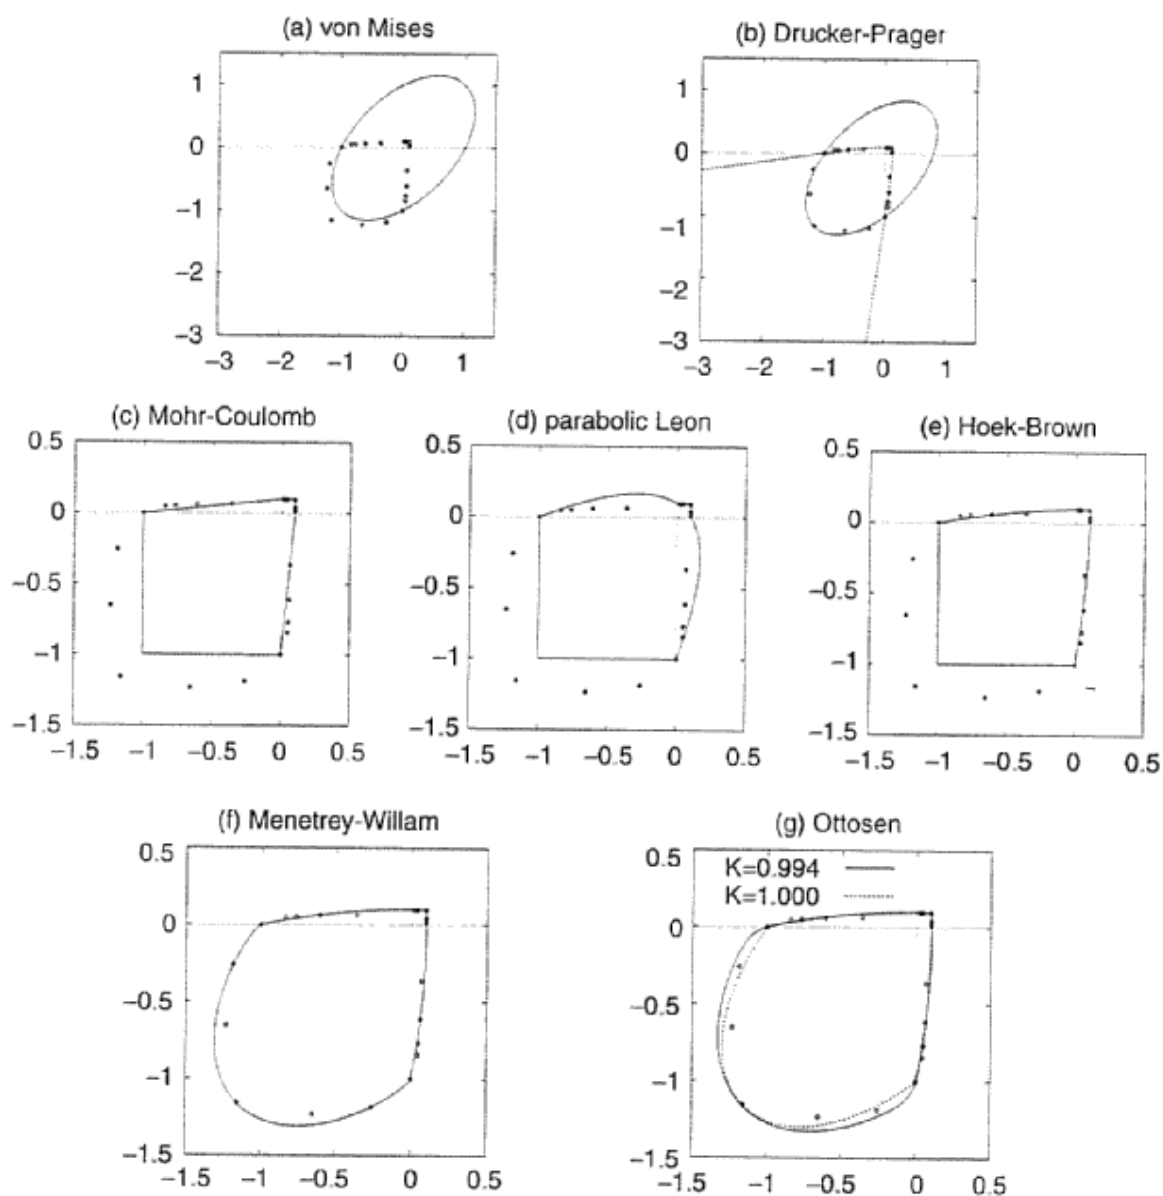 (a) von Mises
1
0
−1
−2
−3
−3 −2 −1 0 1
(b) Drucker-Prager
1
0
−1
−2
−3
−3 −2 −1 0 1
(c) Mohr-Coulomb
0.5
0
−0.5
−1
−1.5
−1.5 −1 −0.5 0 0.5
(d) parabolic Leon
0.5
0
−0.5
−1
−1.5
−1.5 −1 −0.5 0 0.5
(e) Hoek-Brown
0.5
0
−0.5
−1
−1.5
−1.5 −1 −0.5 0 0.5
(f) Menetrey-Willam
0.5
0
−0.5
−1
−1.5
−1.5 −1 −0.5 0 0.5
(g) Ottosen
K=0.994
K=1.000
0.5
0
−0.5
−1
−1.5
−1.5 −1 −0.5 0 0.5